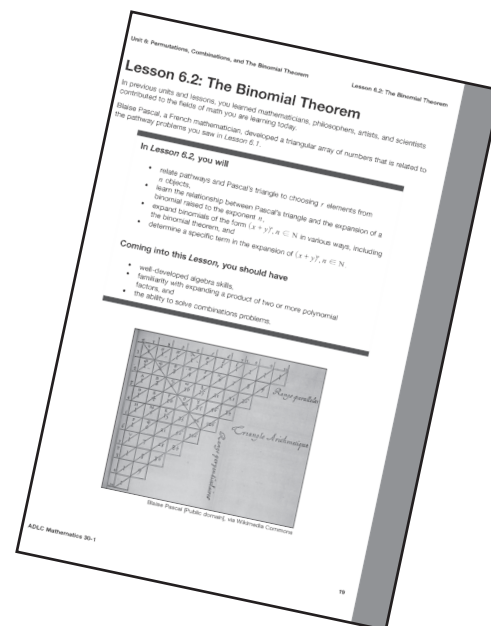 Unit 6: Permutations, Combinations, and The Binomial Theorem
Lesson 6.2: The Binomial Theorem
Lesson 6.2: The Binomial Theorem
In previous units and lessons, you learned mathematicians, philosophers, artists, and scientists
contributed to the fields of math you are learning today.
Blaise Pascal, a French mathematician, developed a triangular array of numbers that is related to
the pathway problems you saw in Lesson 6.1.
In Lesson 6.2, you will
• relate pathways and Pascal's triangle to choosing r elements from
n objects,
• learn the relationship between Pascal's triangle and the expansion of a
binomial raised to the exponent n,
• expand binomials of the form (x + y)ⁿ, n ∈ N in various ways, including
the binomial theorem, and
• determine a specific term in the expansion of (x + y)ⁿ, n ∈ N
Coming into this Lesson, you should have
• well-developed algebra skills,
• familiarity with expanding a product of two or more polynomial
factors, and
• the ability to solve combinations problems.
Triangle Arithmetique
Blaise Pascal [Public domain], via Wikimedia Commons
ADLC Mathematics 30-1
19